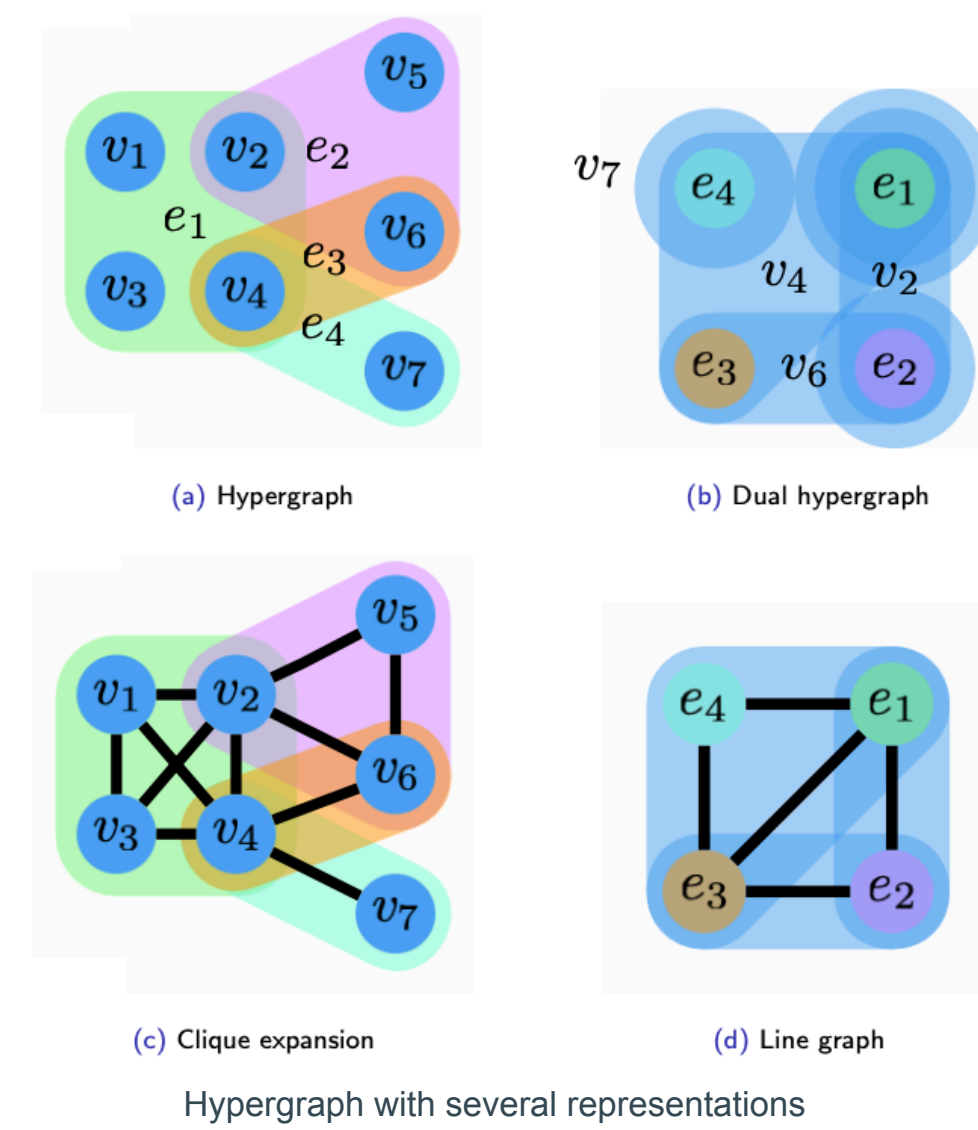 v5
v1 v2 e2
e1
v6
e3
v3 v4
e4
v7
(a) Hypergraph
v7 e4 e1
v4 v2
e3 v6 e2
(b) Dual hypergraph
v5
v1 v2
v6
v3 v4
v7
(c) Clique expansion
e4 e1
e3 e2
(d) Line graph
Hypergraph with several representations